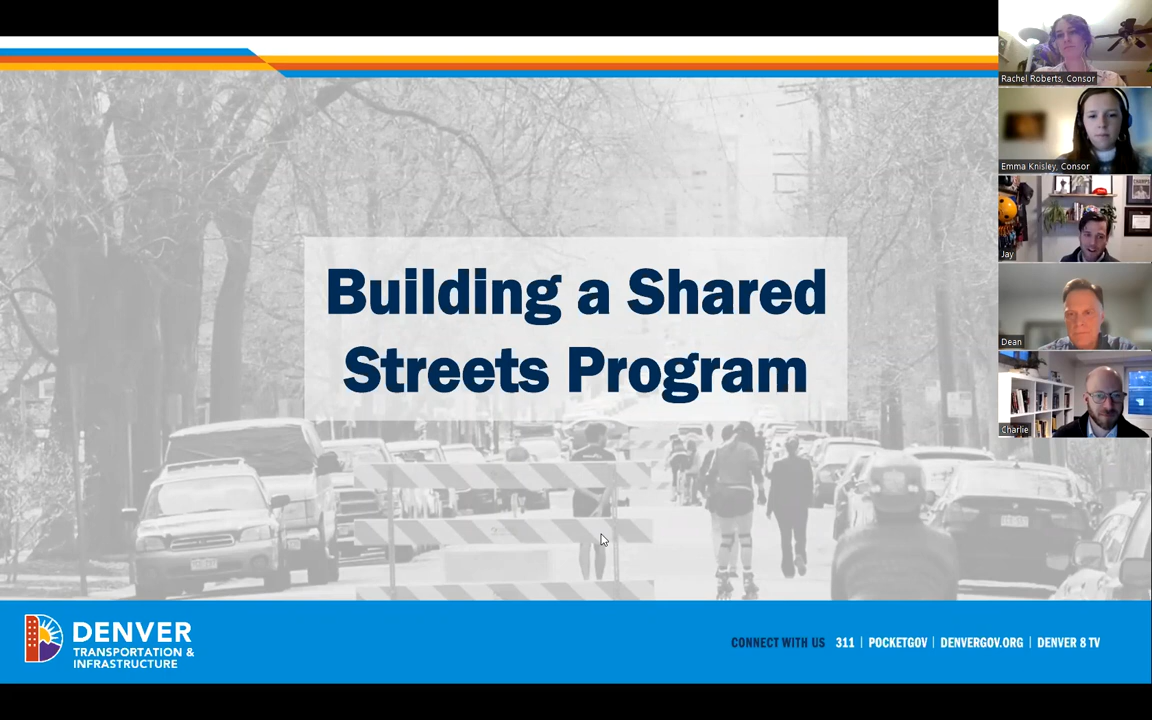 Building a Shared
Streets Program
DENVER
TRANSPORTATION &
INFRASTRUCTURE
CONNECT WITH US 311 | POCKETGOV | DENVERGOV.ORG | DENVER 8 TV
Rachel Roberts, Consor
Emma Knisley, Consor
CHAMPS
Jay
Dean
Charlie